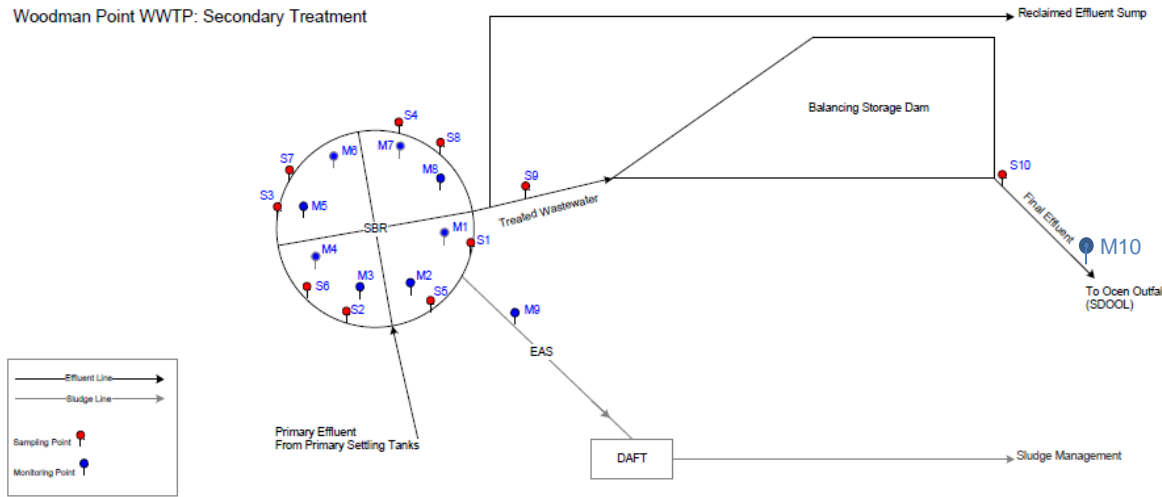 Woodman Point WWTP: Secondary Treatment
Reclaimed Effluent Sump
Balancing Storage Dam
S4
S8
M7
M6
S7
M8
S9
S10
S3
M5
Treated Wastewater
Final Effluent
SBR
M1
S1
M4
M10
M3
M2
S6
S5
S2
To Ocen Outfal
(SDOOL)
M9
EAS
Effluent Line
Sludge Line
Primary Effluent
From Primary Settling Tanks
Sampling Point
DAFT
Sludge Management
Monitoring Point